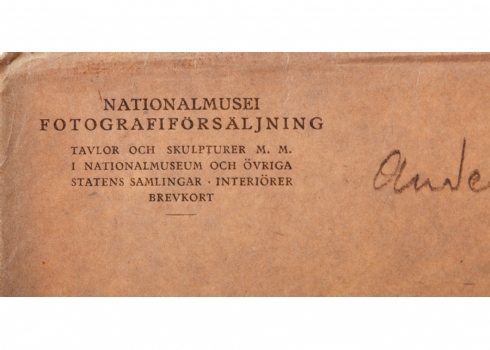 NATIONALMUSEI
FOTOGRAFIFÖRSÄLJNING
TAVLOR OCH SKULPTURER M. M.
I NATIONALMUSEUM OCH ÖVRIGA
STATENS SAMLINGAR · INTERIÖRER
BREVKORT